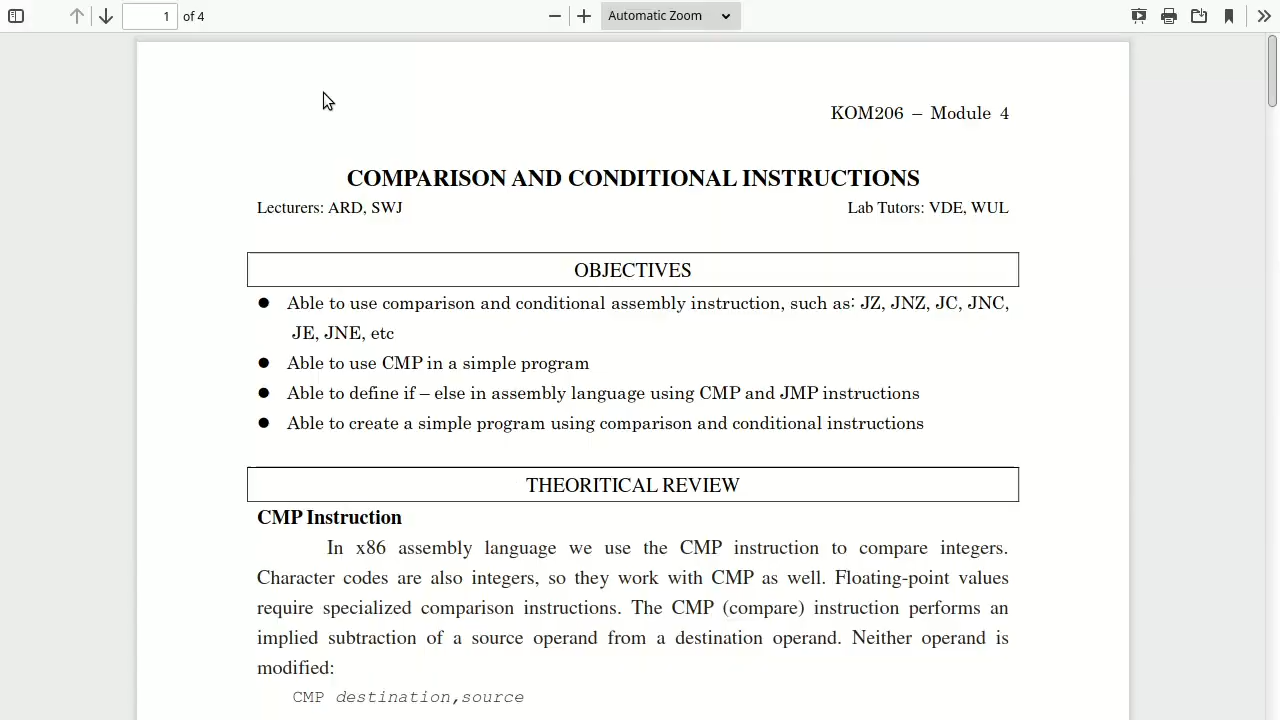 1 of 4 Automatic Zoom
KOM206 – Module 4
COMPARISON AND CONDITIONAL INSTRUCTIONS
Lecturers: ARD, SWJ Lab Tutors: VDE, WUL
OBJECTIVES
● Able to use comparison and conditional assembly instruction, such as: JZ, JNZ, JC, JNC,
JE, JNE, etc
● Able to use CMP in a simple program
● Able to define if – else in assembly language using CMP and JMP instructions
● Able to create a simple program using comparison and conditional instructions
THEORITICAL REVIEW
CMP Instruction
In x86 assembly language we use the CMP instruction to compare integers.
Character codes are also integers, so they work with CMP as well. Floating-point values
require specialized comparison instructions. The CMP (compare) instruction performs an
implied subtraction of a source operand from a destination operand. Neither operand is
modified:
CMP destination,source